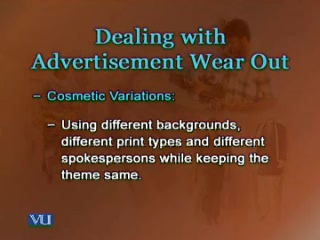 Dealing with
Advertisement Wear Out
– Cosmetic Variations:
– Using different backgrounds,
different print types and different
spokespersons while keeping the
theme same.
VU